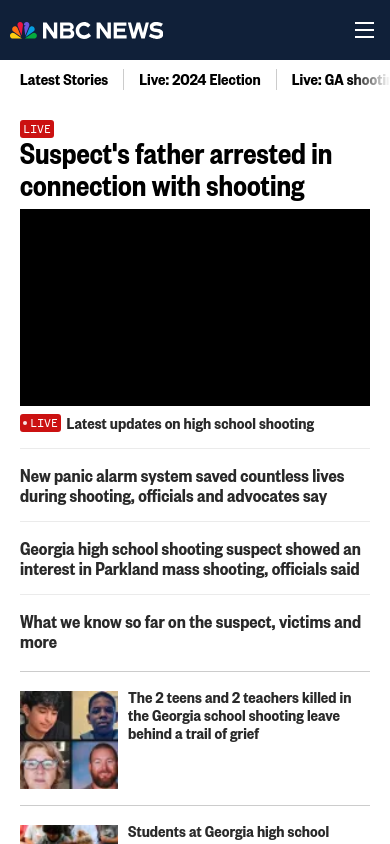 NBC NEWS
Latest Stories
Live: 2024 Election
Live: GA shooti
LIVE
Suspect's father arrested in
connection with shooting
LIVE Latest updates on high school shooting
New panic alarm system saved countless lives
during shooting, officials and advocates say
Georgia high school shooting suspect showed an
interest in Parkland mass shooting, officials said
What we know so far on the suspect, victims and
more
The 2 teens and 2 teachers killed in
the Georgia school shooting leave
behind a trail of grief
Students at Georgia high school